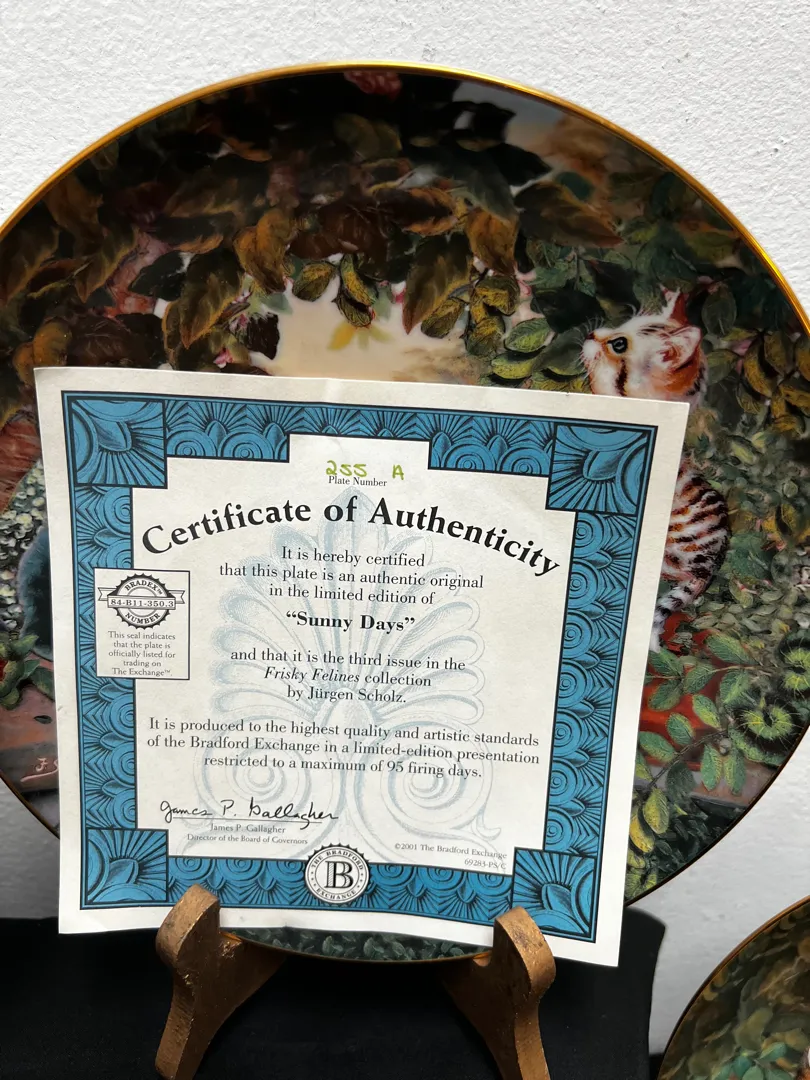 255 A
Plate Number
Certificate of Authenticity
It is hereby certified
that this plate is an authentic original
in the limited edition of
“Sunny Days”
and that it is the third issue in the
Frisky Felines collection
by Jürgen Scholz.
It is produced to the highest quality and artistic standards
of the Bradford Exchange in a limited-edition presentation
restricted to a maximum of 95 firing days.
BRADEX™
84-B11-350.3
NUMBER
This seal indicates
that the plate is
officially listed for
trading on
The Exchange™
James P. Gallagher
James P. Gallagher
Director of the Board of Governors
THE BRADFORD
B
EXCHANGE
©2001 The Bradford Exchange
69283-PS/C